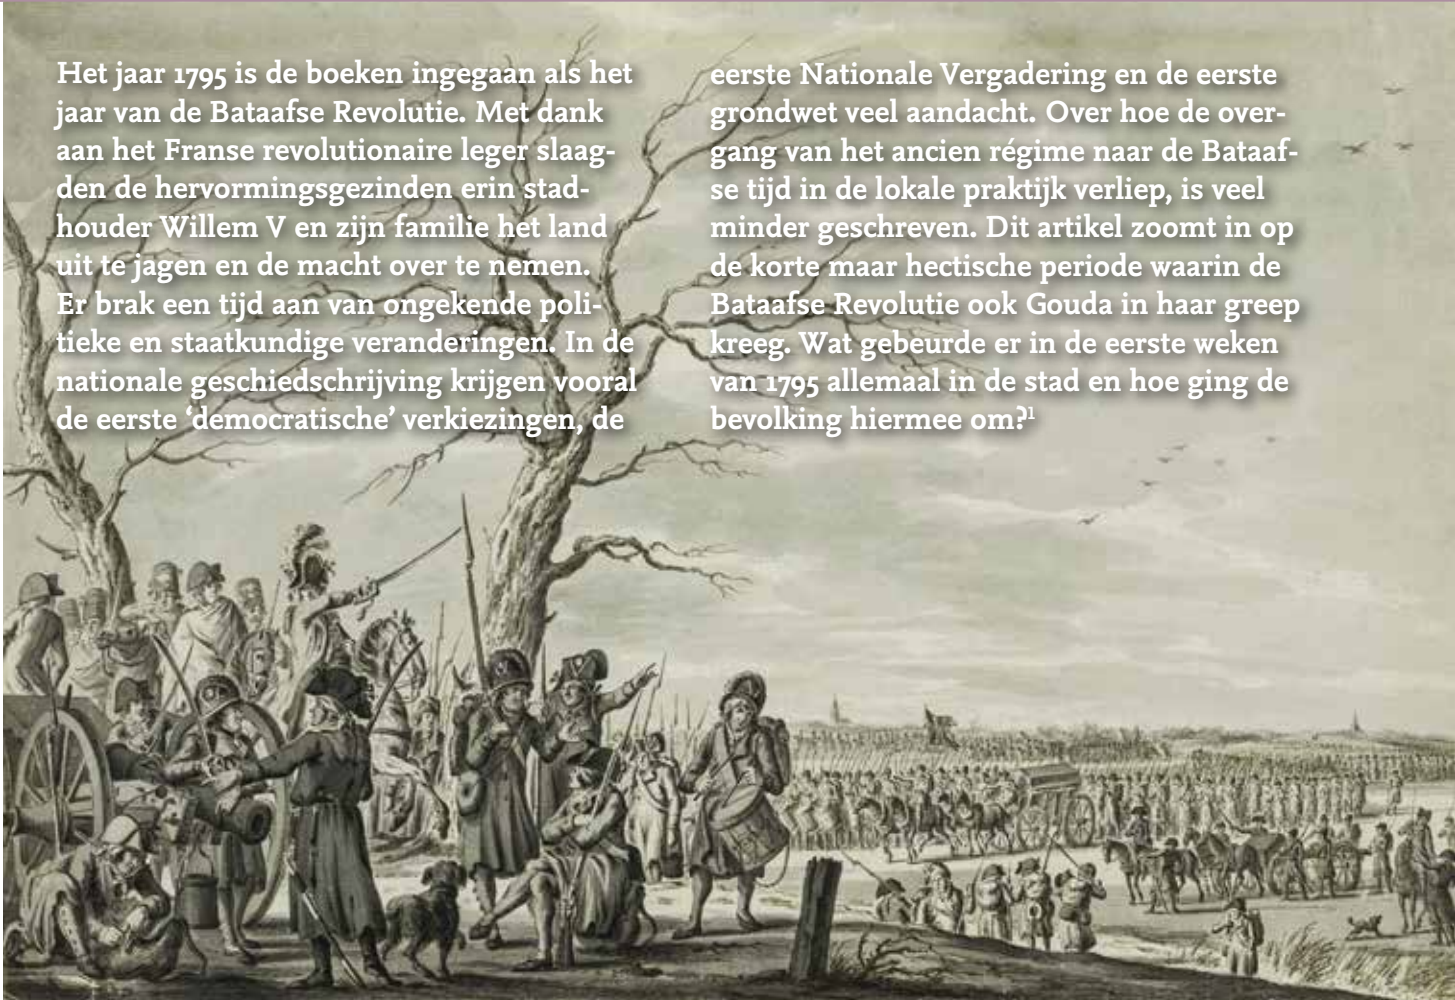 Het jaar 1795 is de boeken ingegaan als het
jaar van de Bataafse Revolutie. Met dank
aan het Franse revolutionaire leger slaag-
den de hervormingsgezinden erin stad-
houder Willem V en zijn familie het land
uit te jagen en de macht over te nemen.
Er brak een tijd aan van ongekende poli-
tieke en staatkundige veranderingen. In de
nationale geschiedschrijving krijgen vooral
de eerste ‘democratische’ verkiezingen, de
eerste Nationale Vergadering en de eerste
grondwet veel aandacht. Over hoe de over-
gang van het ancien régime naar de Bataaf-
se tijd in de lokale praktijk verliep, is veel
minder geschreven. Dit artikel zoomt in op
de korte maar hectische periode waarin de
Bataafse Revolutie ook Gouda in haar greep
kreeg. Wat gebeurde er in de eerste weken
van 1795 allemaal in de stad en hoe ging de
bevolking hiermee om?¹